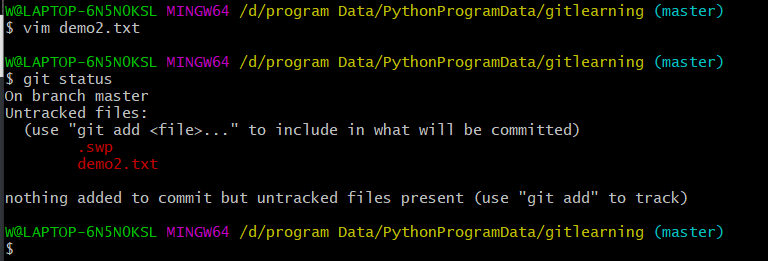 W@LAPTOP-6N5N0KSL MINGW64 /d/program Data/PythonProgramData/gitlearning (master)
$ vim demo2.txt
W@LAPTOP-6N5N0KSL MINGW64 /d/program Data/PythonProgramData/gitlearning (master)
$ git status
On branch master
Untracked files:
  (use "git add <file>..." to include in what will be committed)
        .swp
        demo2.txt
nothing added to commit but untracked files present (use "git add" to track)
W@LAPTOP-6N5N0KSL MINGW64 /d/program Data/PythonProgramData/gitlearning (master)
$